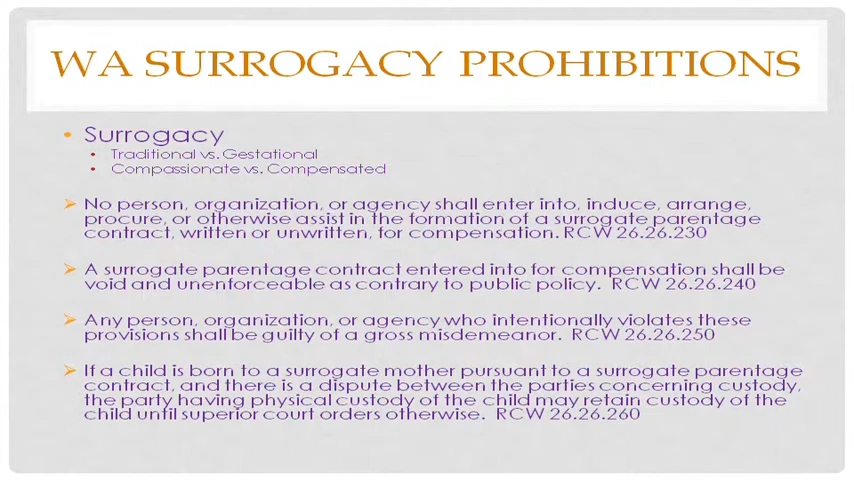 WA SURROGACY PROHIBITIONS
• Surrogacy
• Traditional vs. Gestational
• Compassionate vs. Compensated
➢ No person, organization, or agency shall enter into, induce, arrange,
procure, or otherwise assist in the formation of a surrogate parentage
contract, written or unwritten, for compensation. RCW 26.26.230
➢ A surrogate parentage contract entered into for compensation shall be
void and unenforceable as contrary to public policy. RCW 26.26.240
➢ Any person, organization, or agency who intentionally violates these
provisions shall be guilty of a gross misdemeanor. RCW 26.26.250
➢ If a child is born to a surrogate mother pursuant to a surrogate parentage
contract, and there is a dispute between the parties concerning custody,
the party having physical custody of the child may retain custody of the
child until superior court orders otherwise. RCW 26.26.260